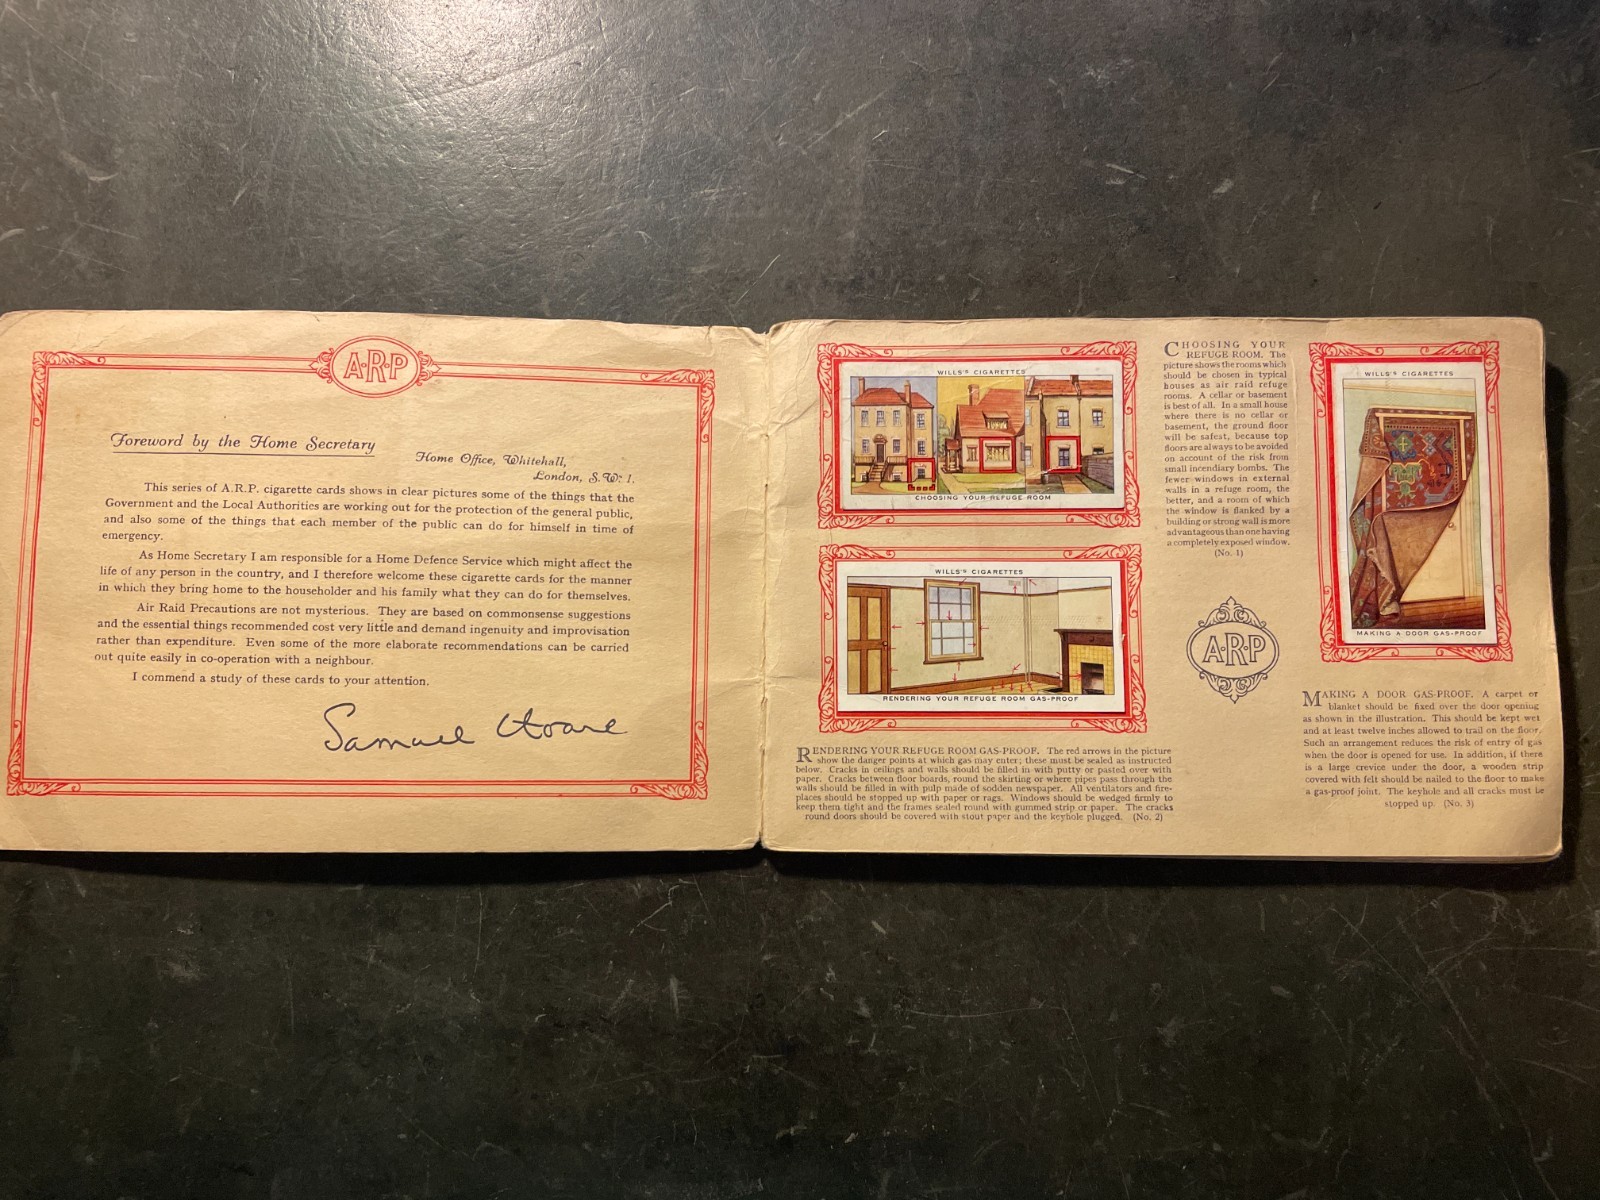 A·R·P
Foreword by the Home Secretary
Home Office, Whitehall,
London, S.W. 1.
This series of A.R.P. cigarette cards shows in clear pictures some of the things that the
Government and the Local Authorities are working out for the protection of the general public,
and also some of the things that each member of the public can do for himself in time of
emergency.
As Home Secretary I am responsible for a Home Defence Service which might affect the
life of any person in the country, and I therefore welcome these cigarette cards for the manner
in which they bring home to the householder and his family what they can do for themselves.
Air Raid Precautions are not mysterious. They are based on commonsense suggestions
and the essential things recommended cost very little and demand ingenuity and improvisation
rather than expenditure. Even some of the more elaborate recommendations can be carried
out quite easily in co-operation with a neighbour.
I commend a study of these cards to your attention.
Samuel Hoare
WILLS'S CIGARETTES
CHOOSING YOUR REFUGE ROOM
CHOOSING YOUR
REFUGE ROOM. The
picture shows the rooms which
should be chosen in typical
houses as air raid refuge
rooms. A cellar or basement
is best of all. In a small house
where there is no cellar or
basement, the ground floor
will be safest, because top
floors are always to be avoided
on account of the risk from
small incendiary bombs. The
fewer windows in external
walls in a refuge room, the
better, and a room of which
the window is flanked by a
building or strong wall is more
advantageous than one having
a completely exposed window.
(No. 1)
WILLS'S CIGARETTES
RENDERING YOUR REFUGE ROOM GAS-PROOF
RENDERING YOUR REFUGE ROOM GAS-PROOF. The red arrows in the picture
show the danger points at which gas may enter; these must be sealed as instructed
below. Cracks in ceilings and walls should be filled in with putty or pasted over with
paper. Cracks between floor boards, round the skirting or where pipes pass through the
walls should be filled in with pulp made of sodden newspaper. All ventilators and fire-
places should be stopped up with paper or rags. Windows should be wedged firmly to
keep them tight and the frames sealed round with gummed strip or paper. The cracks
round doors should be covered with stout paper and the keyhole plugged. (No. 2)
A·R·P
WILLS'S CIGARETTES
MAKING A DOOR GAS-PROOF
MAKING A DOOR GAS-PROOF. A carpet or
blanket should be fixed over the door opening
as shown in the illustration. This should be kept wet
and at least twelve inches allowed to trail on the floor.
Such an arrangement reduces the risk of entry of gas
when the door is opened for use. In addition, if there
is a large crevice under the door, a wooden strip
covered with felt should be nailed to the floor to make
a gas-proof joint. The keyhole and all cracks must be
stopped up. (No. 3)